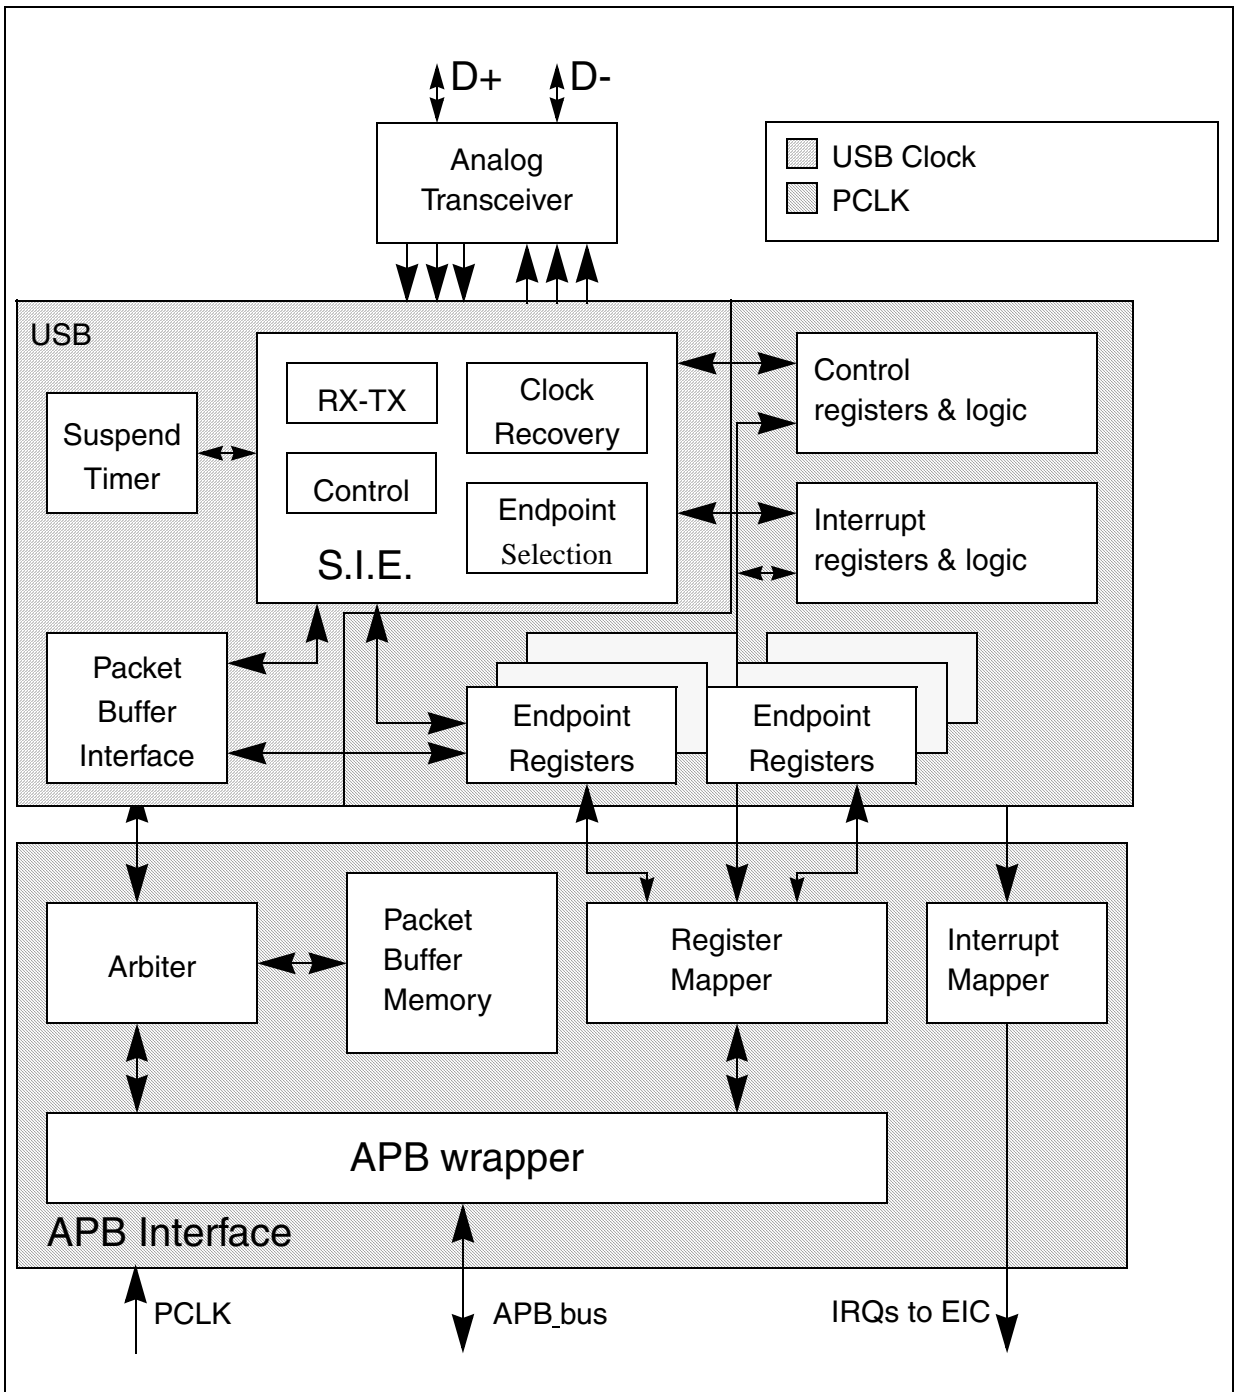 D+
D-
Analog
Transceiver
USB Clock
PCLK
USB
RX-TX
Clock
Recovery
Control
registers & logic
Suspend
Timer
Control
Endpoint
Selection
S.I.E.
Interrupt
registers & logic
Packet
Buffer
Interface
Endpoint
Registers
Endpoint
Registers
Arbiter
Packet
Buffer
Memory
Register
Mapper
Interrupt
Mapper
APB wrapper
APB Interface
PCLK
APB_bus
IRQs to EIC